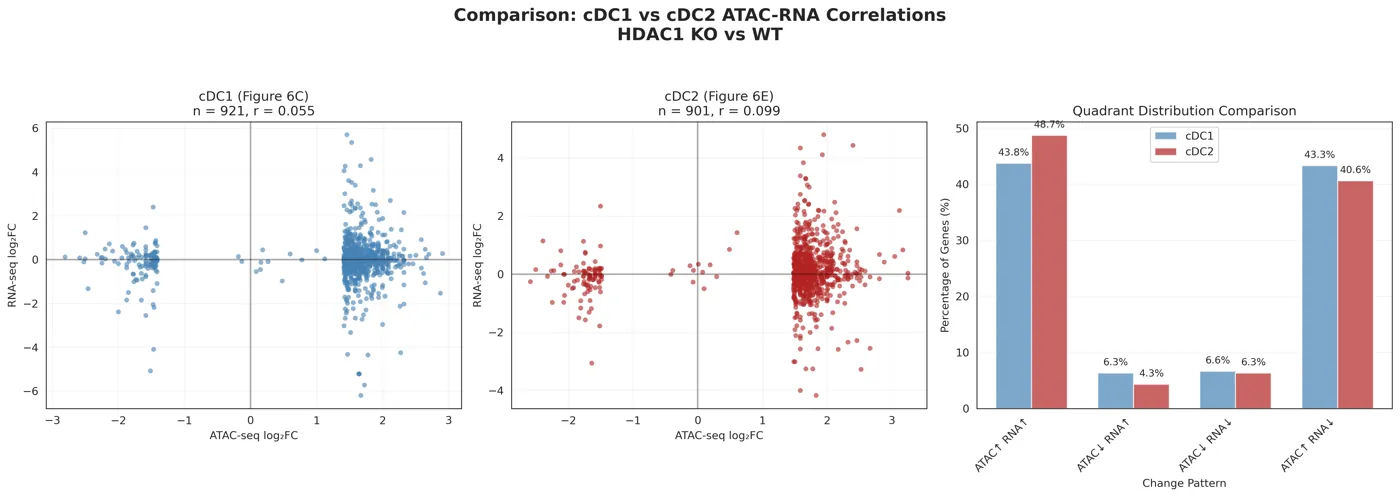 Comparison: cDC1 vs cDC2 ATAC-RNA Correlations
HDAC1 KO vs WT
cDC1 (Figure 6C)
n = 921, r = 0.055
6
4
2
0
−2
−4
−6
RNA-seq log₂FC
−3
−2
−1
0
1
2
3
ATAC-seq log₂FC
cDC2 (Figure 6E)
n = 901, r = 0.099
4
2
0
−2
−4
RNA-seq log₂FC
−2
−1
0
1
2
3
ATAC-seq log₂FC
Quadrant Distribution Comparison
cDC1
cDC2
50
40
30
20
10
0
Percentage of Genes (%)
43.8%
48.7%
6.3%
4.3%
6.6%
6.3%
43.3%
40.6%
ATAC↑ RNA↑
ATAC↓ RNA↑
ATAC↓ RNA↓
ATAC↑ RNA↓
Change Pattern